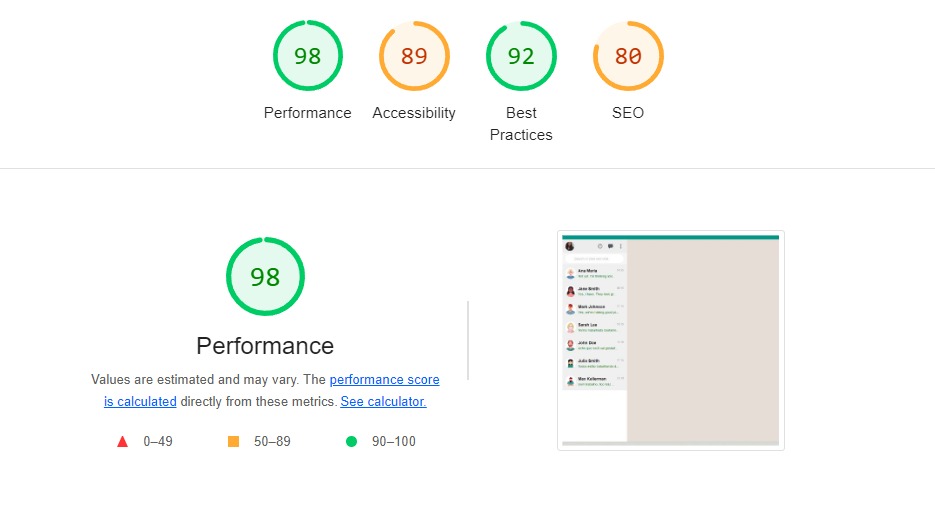 98
89
92
80
Performance
Accessibility
Best
Practices
SEO
98
Performance
Values are estimated and may vary. The performance score
is calculated directly from these metrics. See calculator.
0–49
50–89
90–100
Ana Maria
Jane Smith
Mark Johnson
Sarah Lee
John Doe
Julia Smith
Max Kellerman